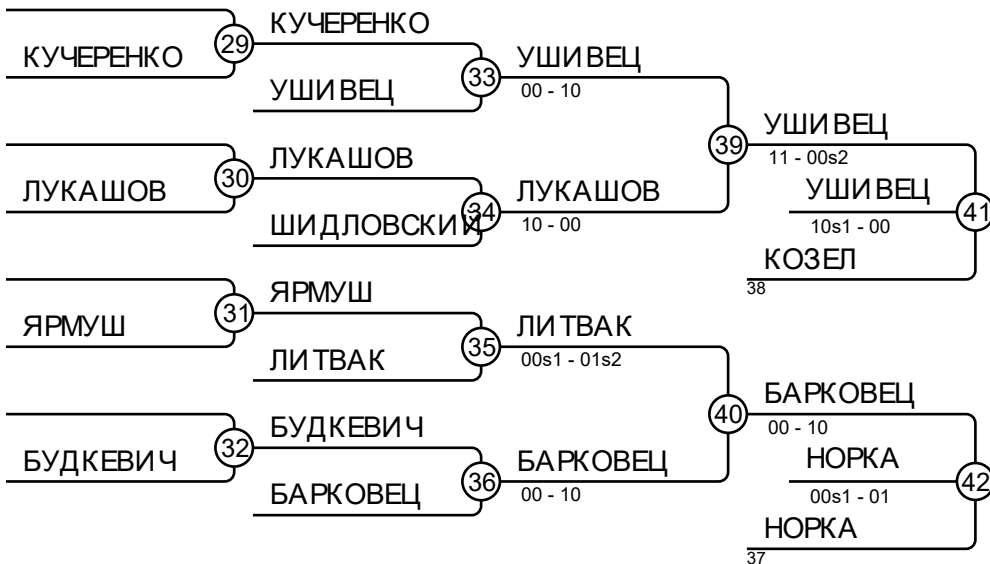 КУЧЕРЕНКО
29
КУЧЕРЕНКО
УШИВЕЦ
33
УШИВЕЦ
00 - 10
ЛУКАШОВ
30
ЛУКАШОВ
ШИДЛОВСКИЙ
34
ЛУКАШОВ
10 - 00
39
УШИВЕЦ
11 - 00s2
УШИВЕЦ
10s1 - 00
41
КОЗЕЛ
38
ЯРМУШ
31
ЯРМУШ
ЛИТВАК
35
ЛИТВАК
00s1 - 01s2
БУДКЕВИЧ
32
БУДКЕВИЧ
БАРКОВЕЦ
36
БАРКОВЕЦ
00 - 10
40
БАРКОВЕЦ
00 - 10
НОРКА
00s1 - 01
42
НОРКА
37